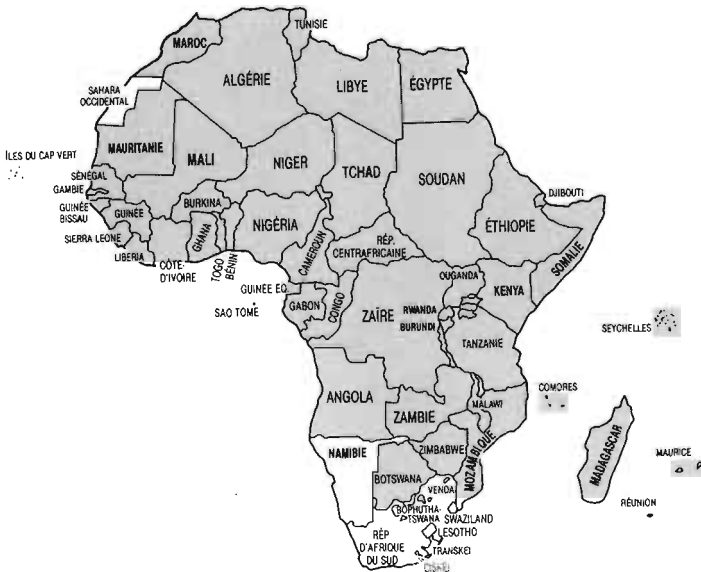 TUNISIE
MAROC
ALGÉRIE
LIBYE
ÉGYPTE
SAHARA
OCCIDENTAL
MAURITANIE
ÎLES DU CAP VERT
MALI
NIGER
TCHAD
SOUDAN
SÉNÉGAL
GAMBIE
DJIBOUTI
BURKINA
GUINÉE
BISSAU
GUINÉE
NIGÉRIA
ÉTHIOPIE
SIERRA LEONE
GHANA
CAMEROUN
RÉP.
CENTRAFRICAINE
SOMALIE
LIBERIA
CÔTE-
D'IVOIRE
TOGO
BÉNIN
OUGANDA
KENYA
GUINÉE EQ.
GABON
CONGO
SAO TOMÉ
ZAÏRE
RWANDA
BURUNDI
SEYCHELLES
TANZANIE
ANGOLA
COMORES
MALAWI
ZAMBIE
MOZAMBIQUE
MADAGASCAR
NAMIBIE
ZIMBABWE
MAURICE
BOTSWANA
VENDA
RÉUNION
BOPHUTHA-
TSWANA
SWAZILAND
LESOTHO
RÉP
D'AFRIQUE
DU SUD
TRANSKEI
CISKEI